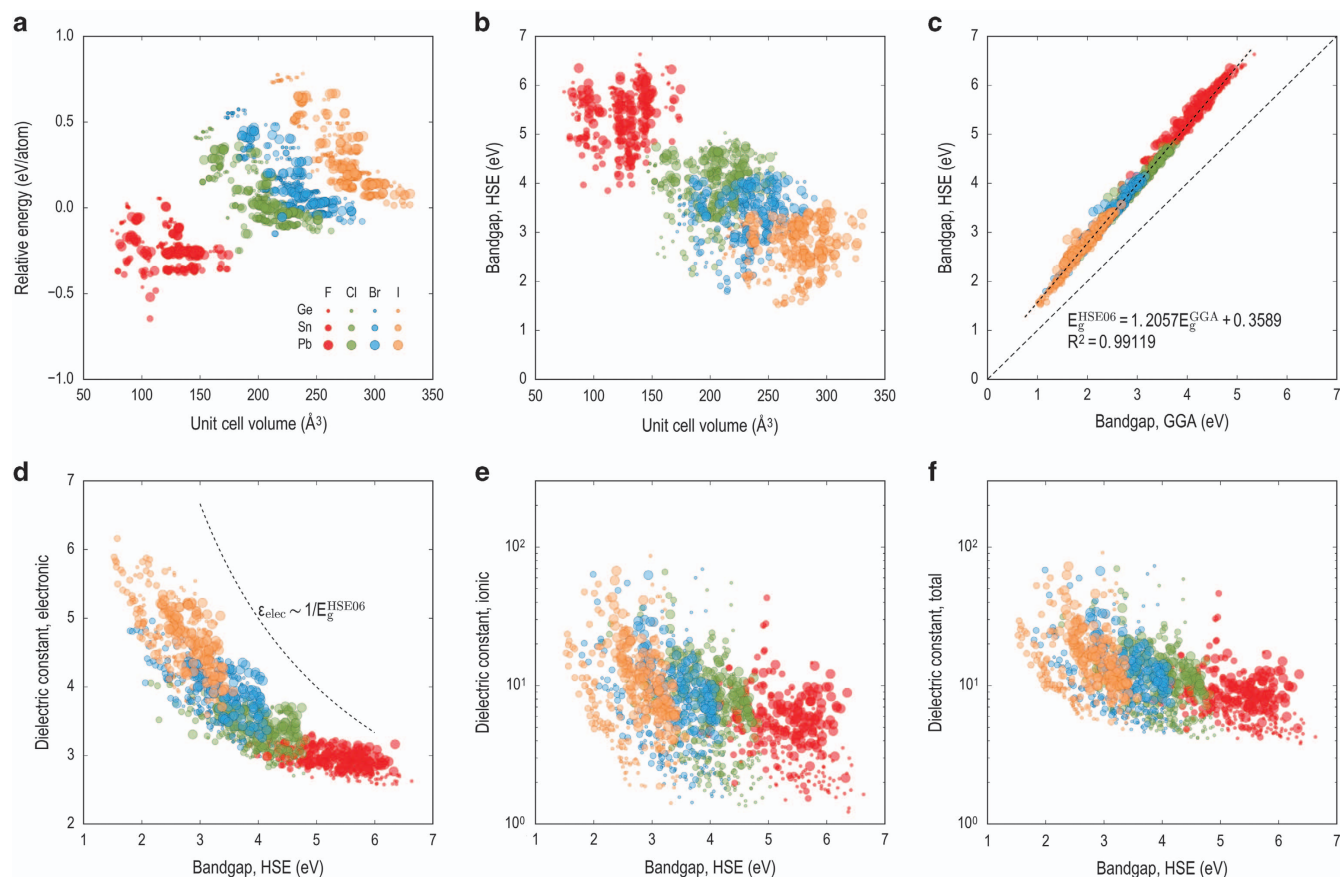 a
1.0
0.5
0.0
−0.5
−1.0
Relative energy (eV/atom)
F Cl Br I
Ge
Sn
Pb
50 100 150 200 250 300 350
Unit cell volume (Å³)
b
7
6
5
4
3
2
1
0
Bandgap, HSE (eV)
50 100 150 200 250 300 350
Unit cell volume (Å³)
c
7
6
5
4
3
2
1
0
Bandgap, HSE (eV)
E_g^HSE06 = 1.2057E_g^GGA + 0.3589
R² = 0.99119
0 1 2 3 4 5 6 7
Bandgap, GGA (eV)
d
7
6
5
4
3
2
Dielectric constant, electronic
ε_elec ~ 1/E_g^HSE06
1 2 3 4 5 6 7
Bandgap, HSE (eV)
e
10²
10¹
10⁰
Dielectric constant, ionic
1 2 3 4 5 6 7
Bandgap, HSE (eV)
f
10²
10¹
10⁰
Dielectric constant, total
1 2 3 4 5 6 7
Bandgap, HSE (eV)